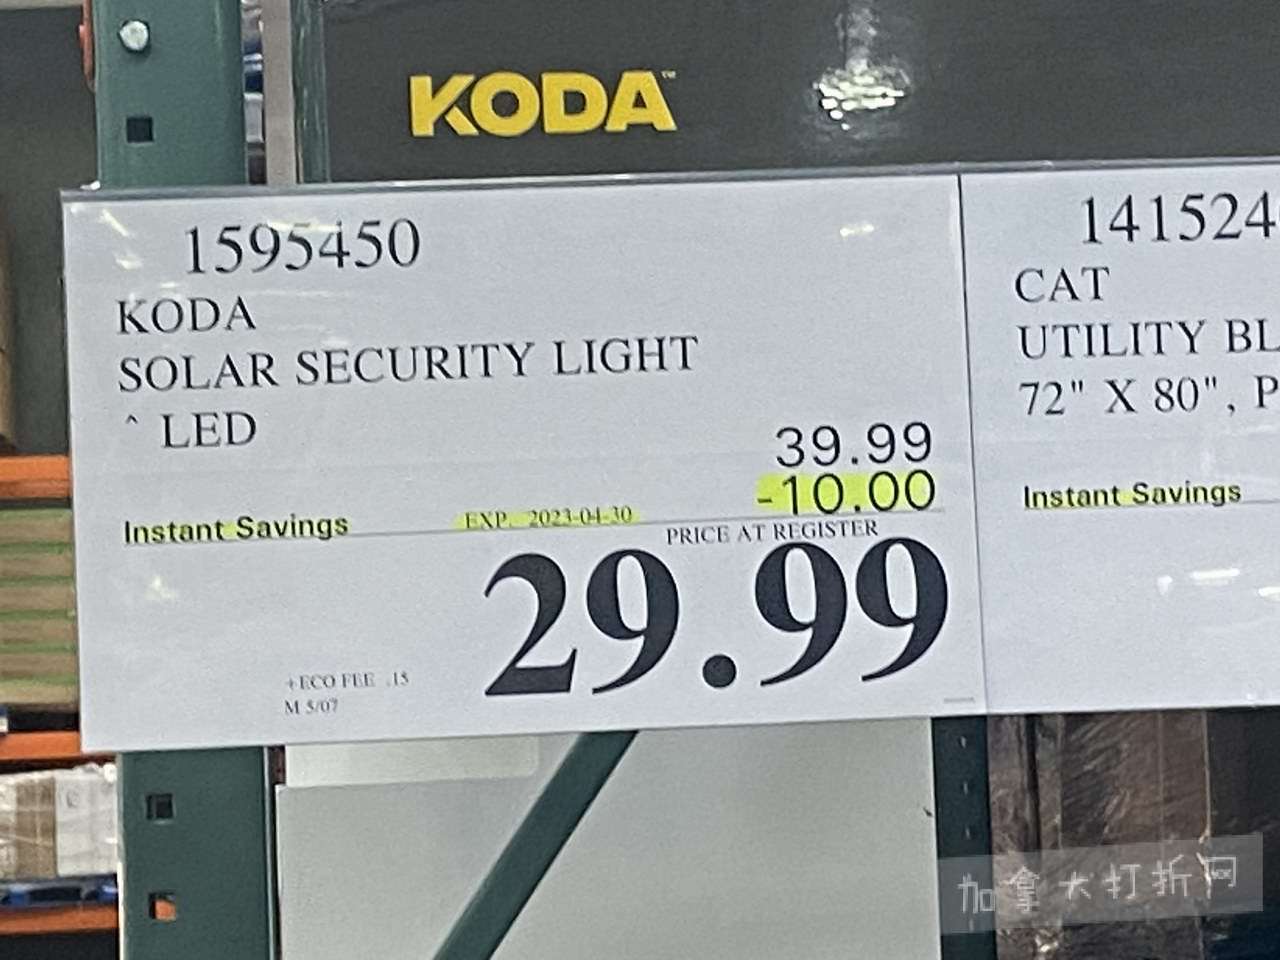 KODA™
1595450
KODA
SOLAR SECURITY LIGHT
^ LED
39.99
-10.00
Instant Savings
EXP. 2023-04-30
PRICE AT REGISTER
29.99
+ECO FEE .15
M 5/07
141524
CAT
UTILITY BL
72" X 80", P
Instant Savings
加拿大打折网